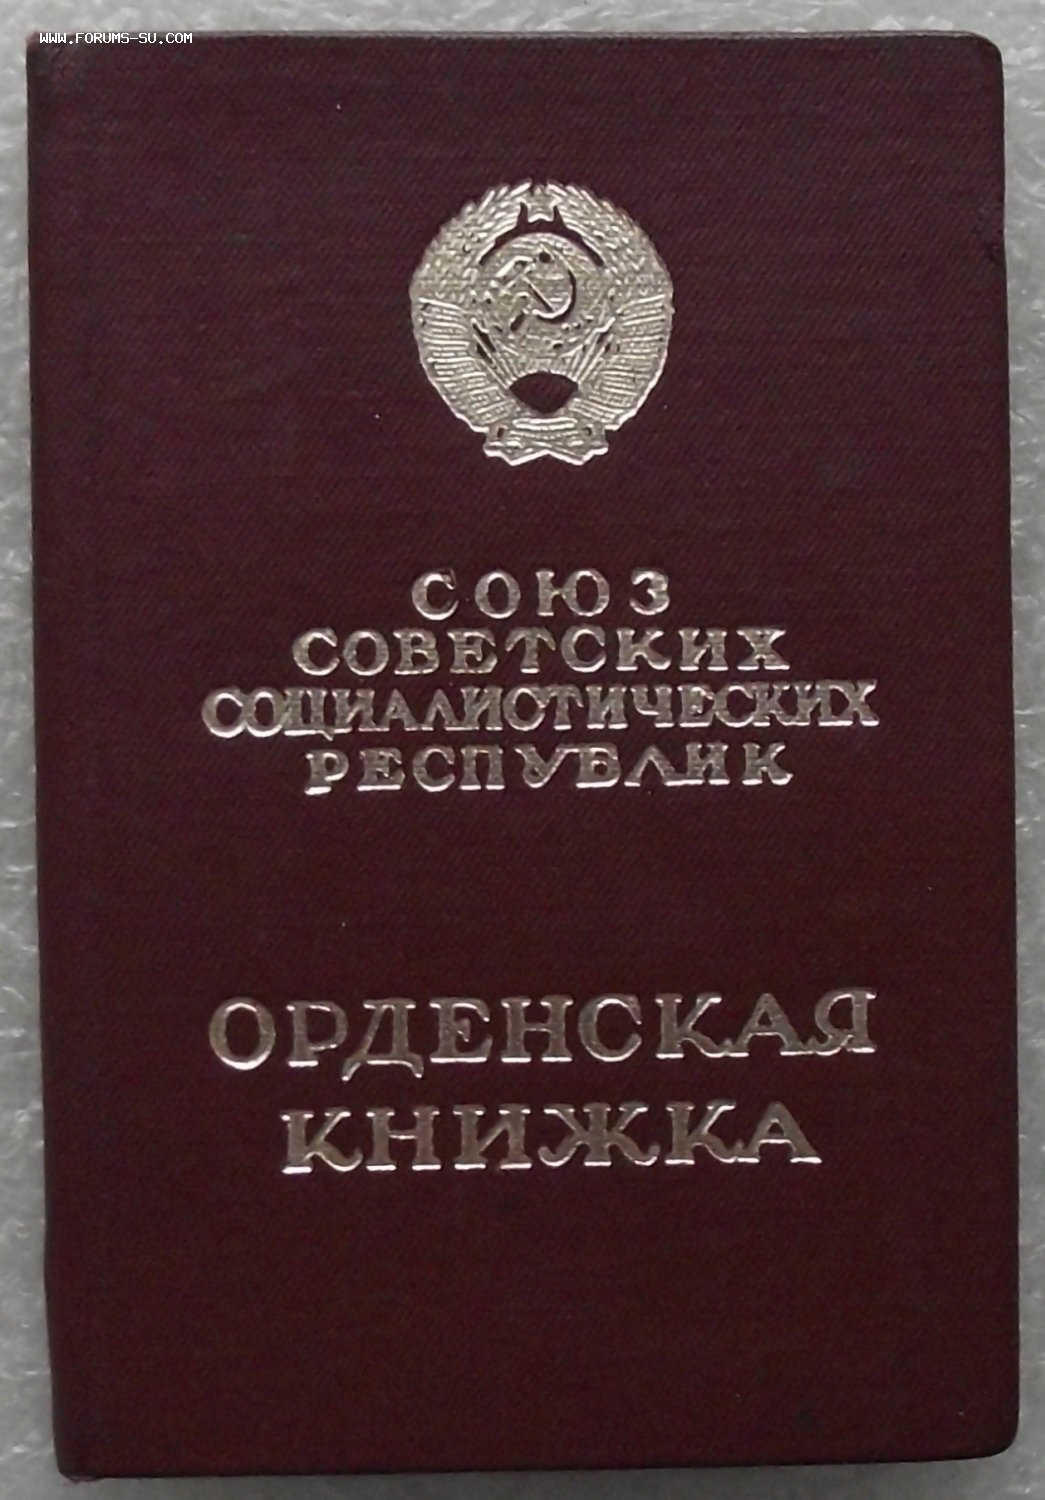 WWW.FORUMS-SU.COM
СОЮЗ
СОВЕТСКИХ
СОЦИАЛИСТИЧЕСКИХ
РЕСПУБЛИК
ОРДЕНСКАЯ
КНИЖКА